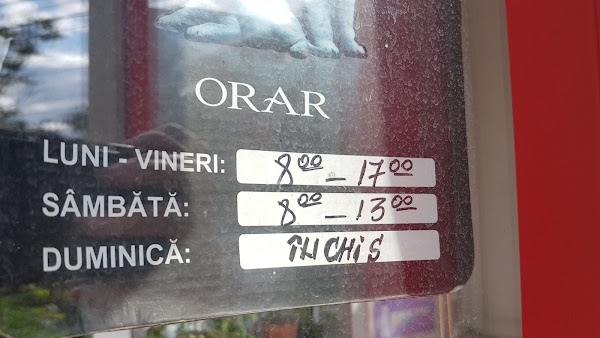 ORAR
LUNI - VINERI: 8⁰⁰ - 17⁰⁰
SÂMBĂTĂ: 8⁰⁰ - 13⁰⁰
DUMINICĂ: ÎNCHIS